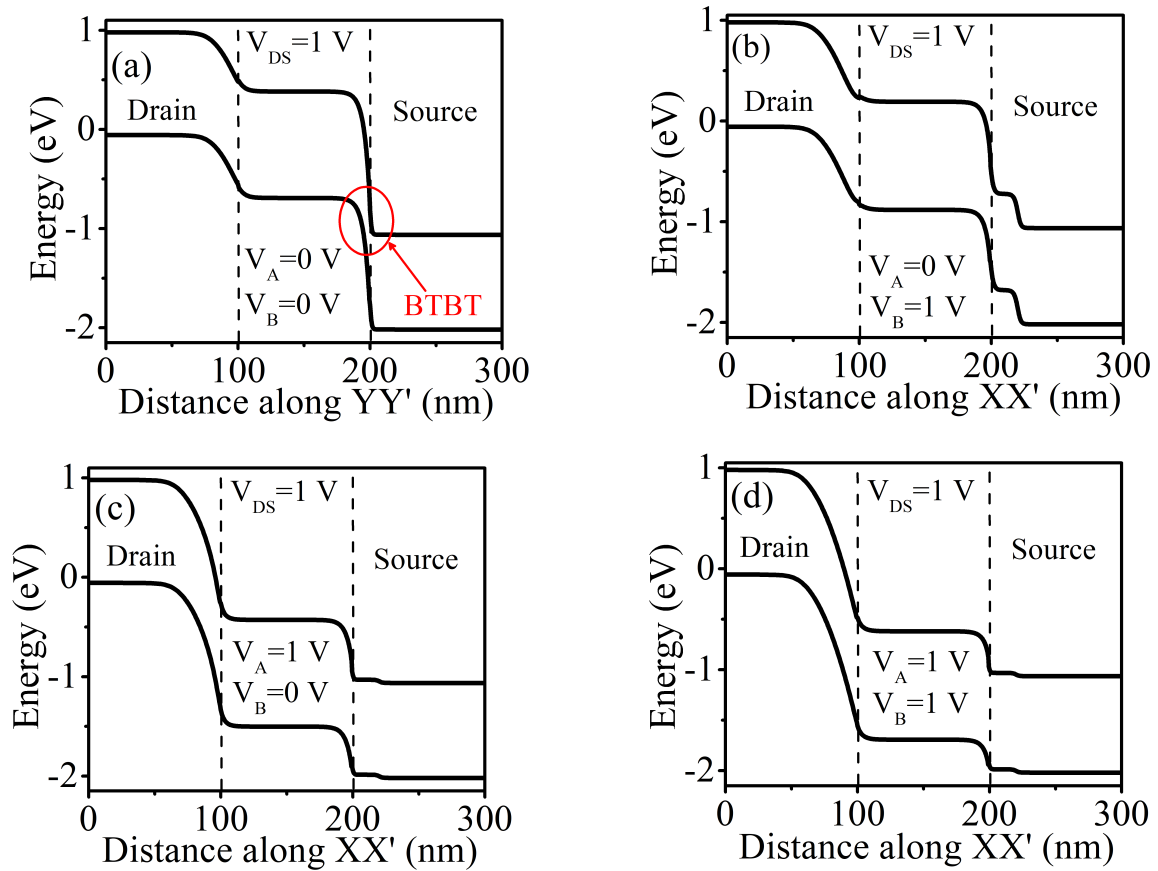 (a)
V_DS=1 V
Drain
Source
V_A=0 V
V_B=0 V
BTBT
1
0
-1
-2
Energy (eV)
0 100 200 300
Distance along YY' (nm)
(b)
V_DS=1 V
Drain
Source
V_A=0 V
V_B=1 V
1
0
-1
-2
Energy (eV)
0 100 200 300
Distance along XX' (nm)
(c)
V_DS=1 V
Drain
Source
V_A=1 V
V_B=0 V
1
0
-1
-2
Energy (eV)
0 100 200 300
Distance along XX' (nm)
(d)
V_DS=1 V
Drain
Source
V_A=1 V
V_B=1 V
1
0
-1
-2
Energy (eV)
0 100 200 300
Distance along XX' (nm)